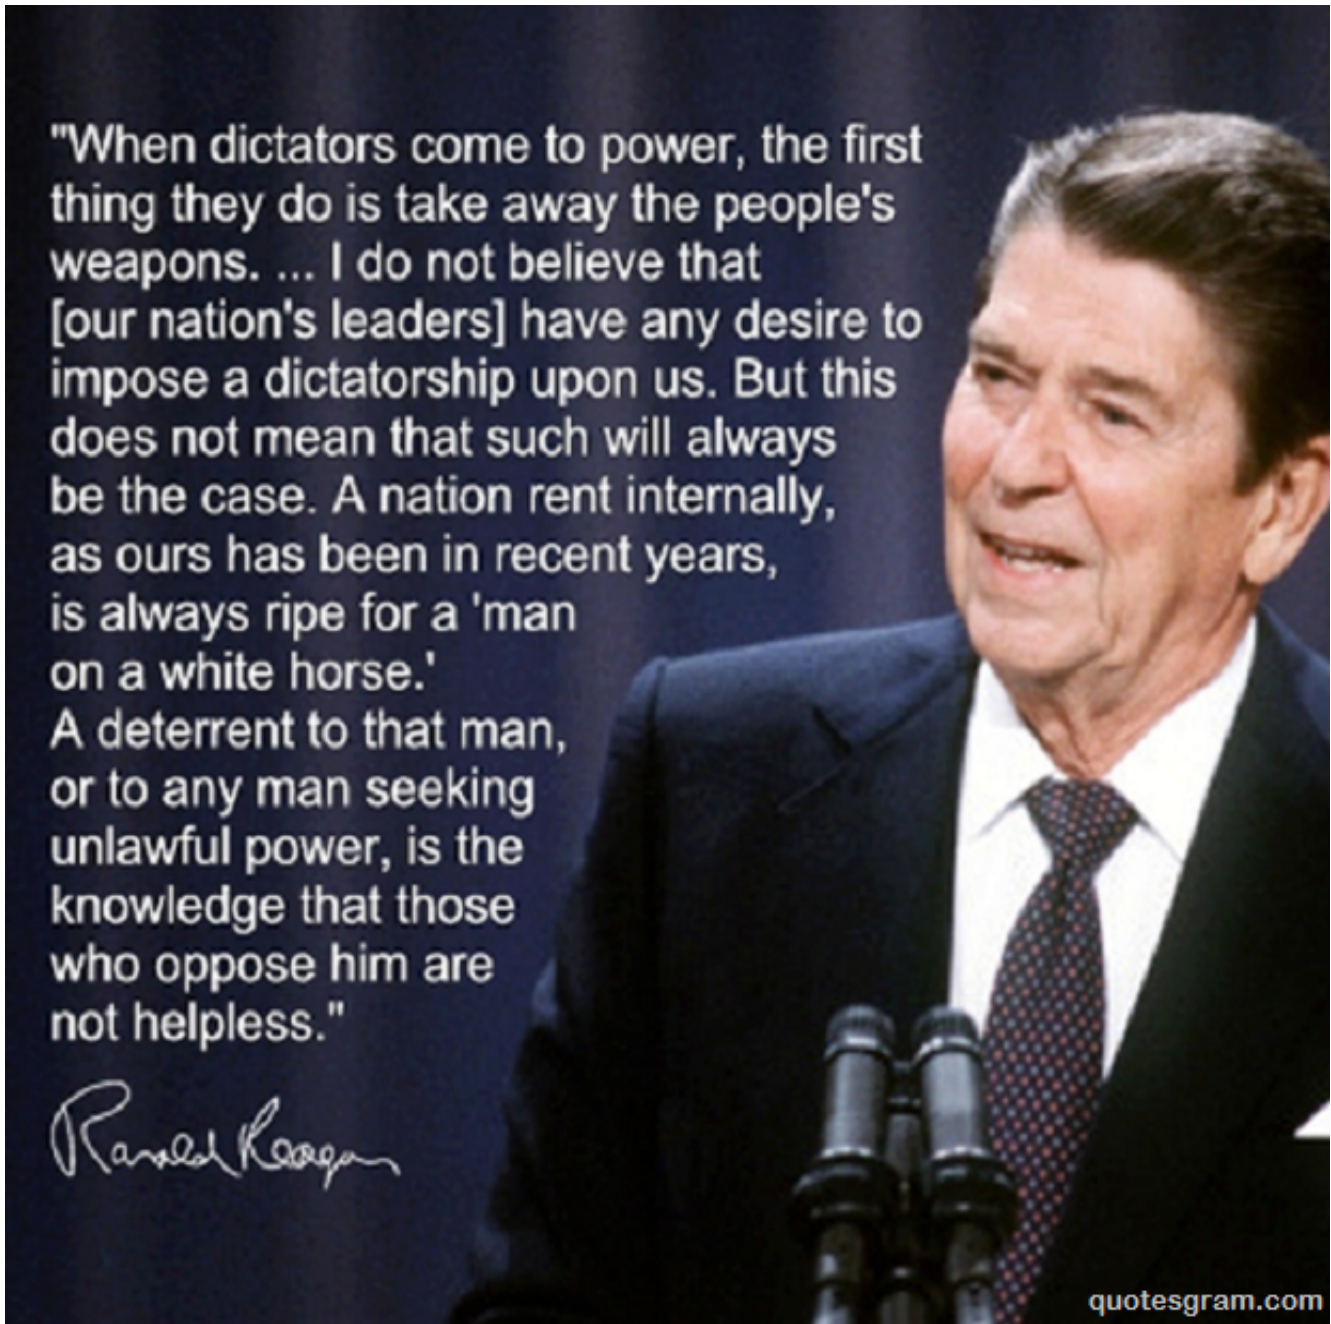 "When dictators come to power, the first
thing they do is take away the people's
weapons. ... I do not believe that
[our nation's leaders] have any desire to
impose a dictatorship upon us. But this
does not mean that such will always
be the case. A nation rent internally,
as ours has been in recent years,
is always ripe for a 'man
on a white horse.'
A deterrent to that man,
or to any man seeking
unlawful power, is the
knowledge that those
who oppose him are
not helpless."
Ronald Reagan
quotesgram.com